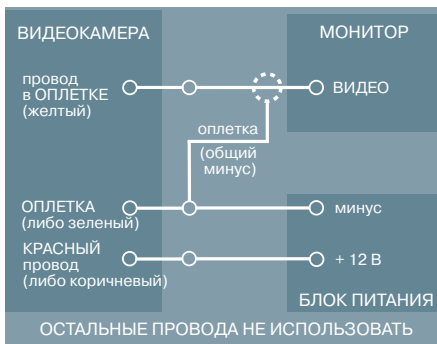 ВИДЕОКАМЕРА
МОНИТОР
провод
в ОПЛЕТКЕ
(желтый)
ВИДЕО
оплетка
(общий
минус)
ОПЛЕТКА
(либо зеленый)
минус
КРАСНЫЙ
провод
(либо коричневый)
+ 12 В
БЛОК ПИТАНИЯ
ОСТАЛЬНЫЕ ПРОВОДА НЕ ИСПОЛЬЗОВАТЬ